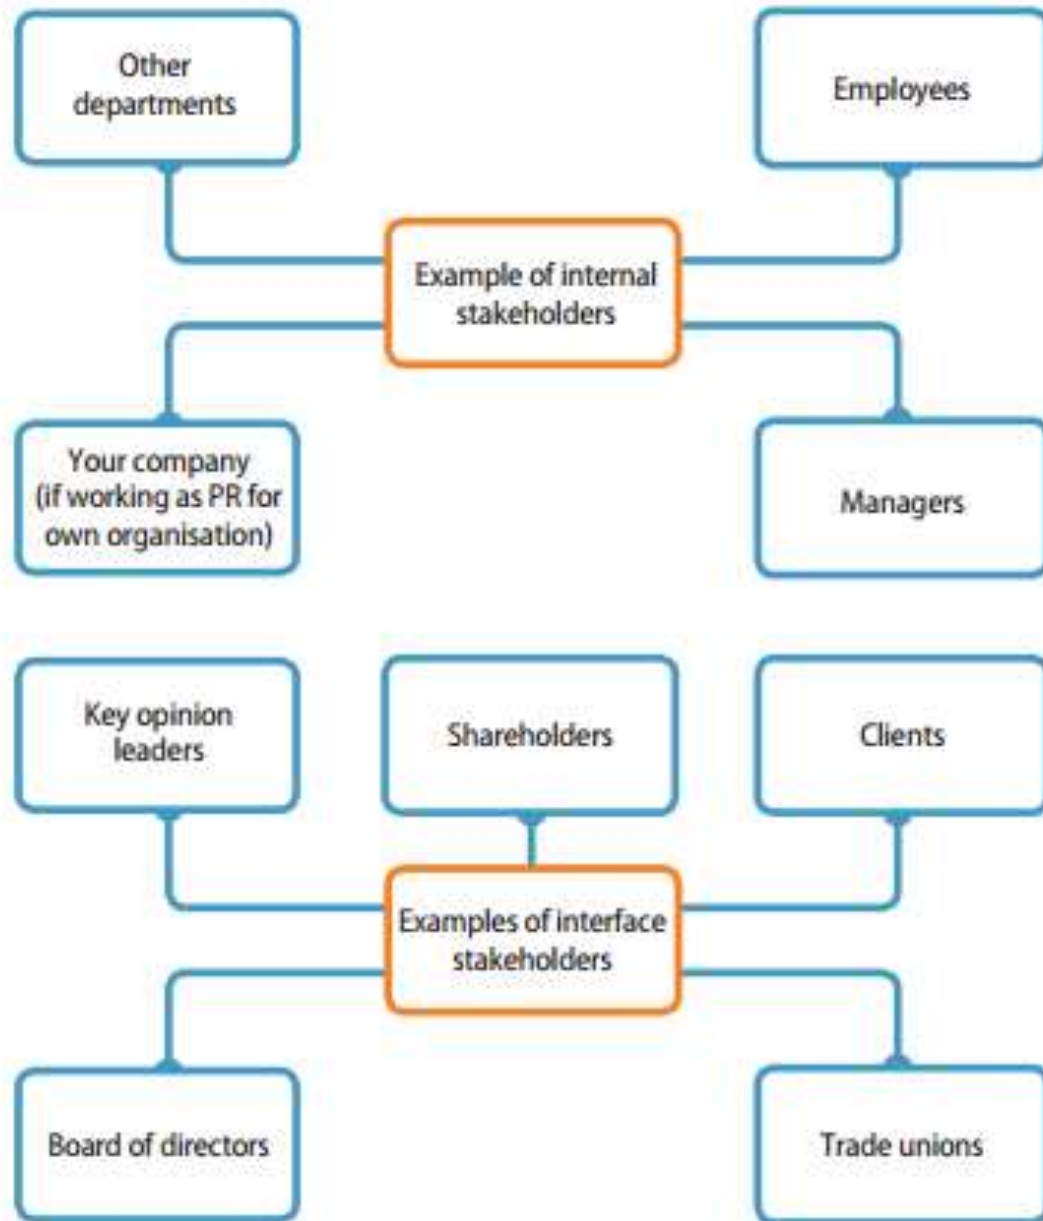 Other
departments
Employees
Example of internal
stakeholders
Your company
(if working as PR for
own organisation)
Managers
Key opinion
leaders
Shareholders
Clients
Examples of interface
stakeholders
Board of directors
Trade unions